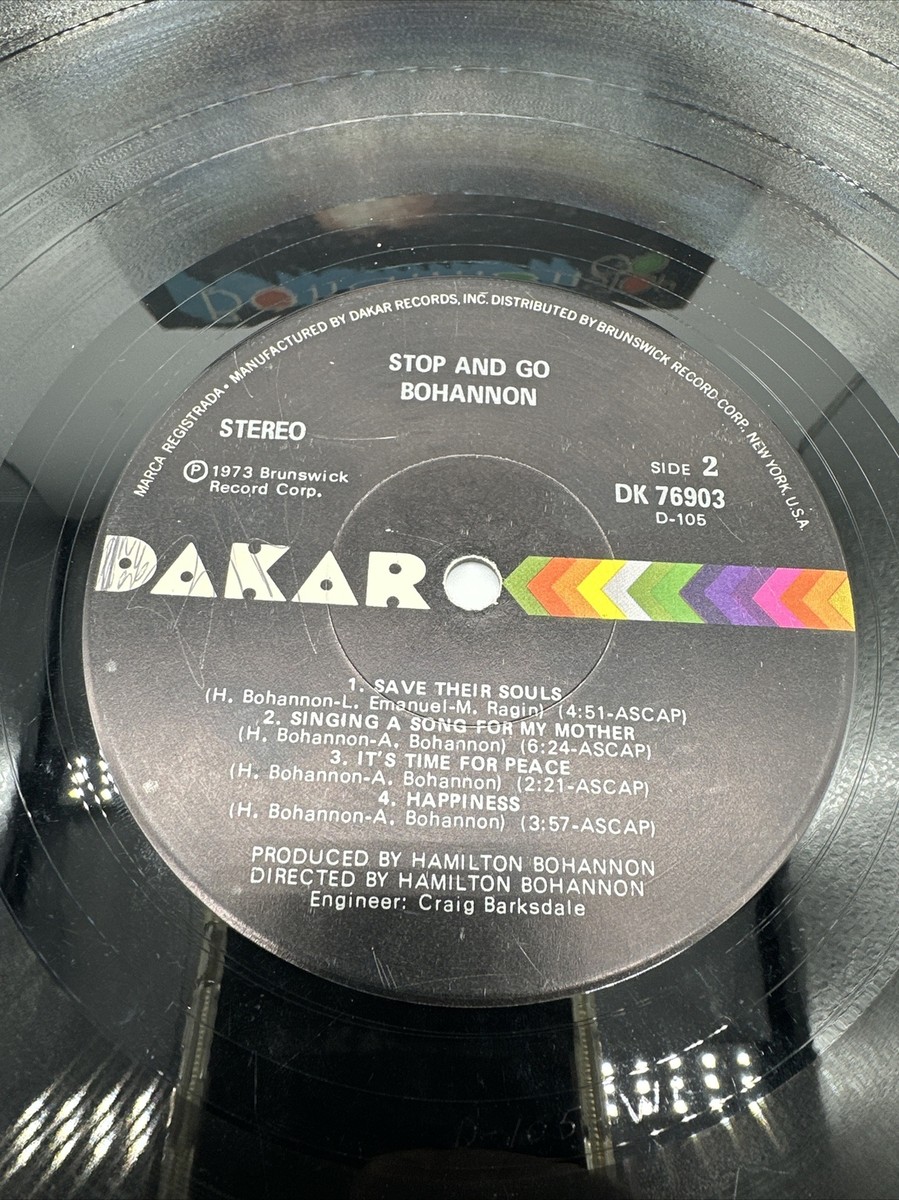 MARCA REGISTRADA • MANUFACTURED BY DAKAR RECORDS, INC. DISTRIBUTED BY BRUNSWICK RECORD CORP. NEW YORK, U.S.A.
STOP AND GO
BOHANNON
STEREO
Ⓟ 1973 Brunswick
Record Corp.
SIDE 2
DK 76903
D-105
DAKAR
1. SAVE THEIR SOULS
(H. Bohannon-L. Emanuel-M. Ragin) (4:51-ASCAP)
2. SINGING A SONG FOR MY MOTHER
(H. Bohannon-A. Bohannon) (6:24-ASCAP)
3. IT'S TIME FOR PEACE
(H. Bohannon-A. Bohannon) (2:21-ASCAP)
4. HAPPINESS
(H. Bohannon-A. Bohannon) (3:57-ASCAP)
PRODUCED BY HAMILTON BOHANNON
DIRECTED BY HAMILTON BOHANNON
Engineer: Craig Barksdale
D-105